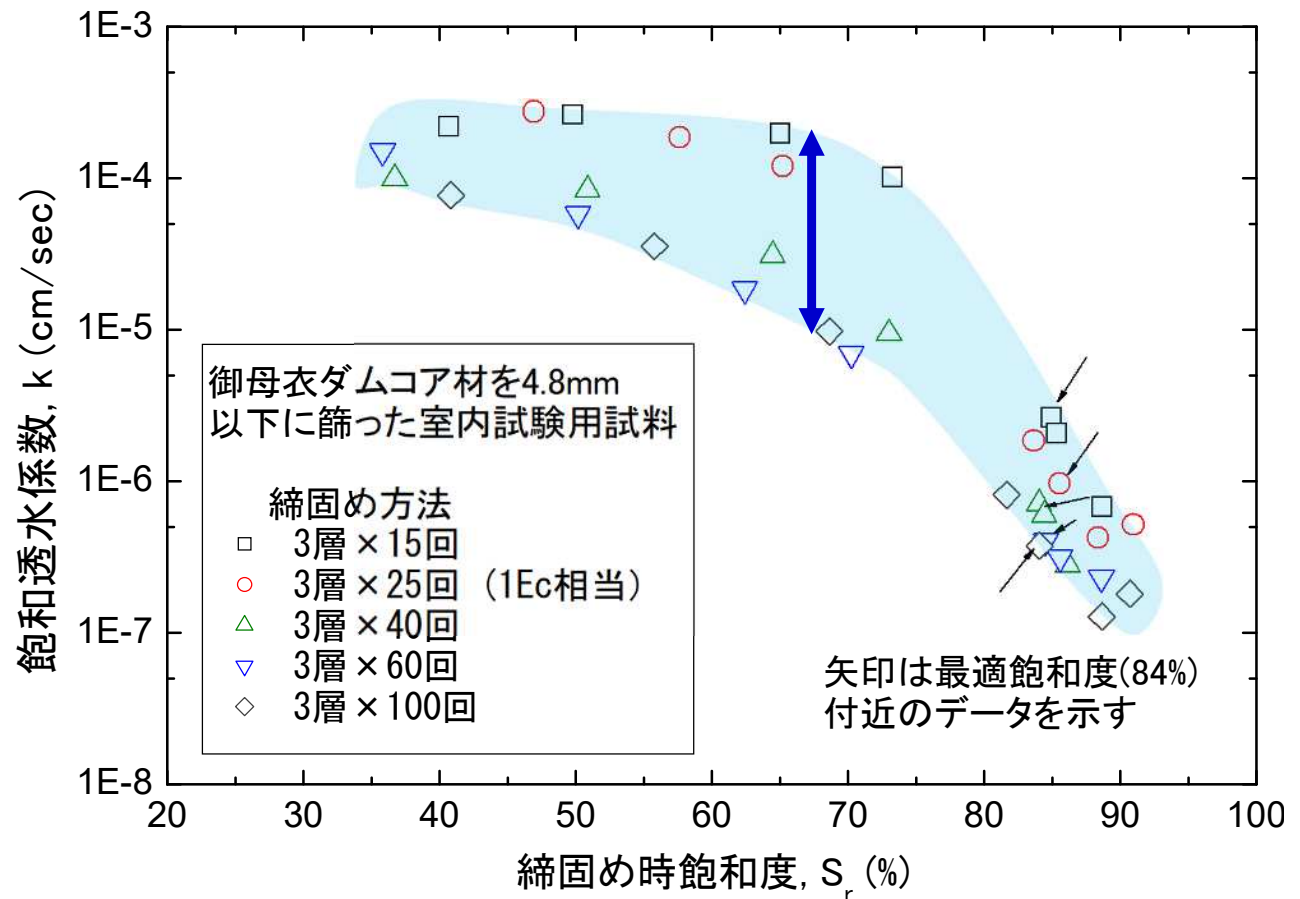 1E-3
1E-4
1E-5
1E-6
1E-7
1E-8
飽和透水係数, k (cm/sec)
御母衣ダムコア材を4.8mm
以下に篩った室内試験用試料
締固め方法
3層×15回
3層×25回 (1Ec相当)
3層×40回
3層×60回
3層×100回
矢印は最適飽和度(84%)
付近のデータを示す
20 30 40 50 60 70 80 90 100
締固め時飽和度, Sr (%)